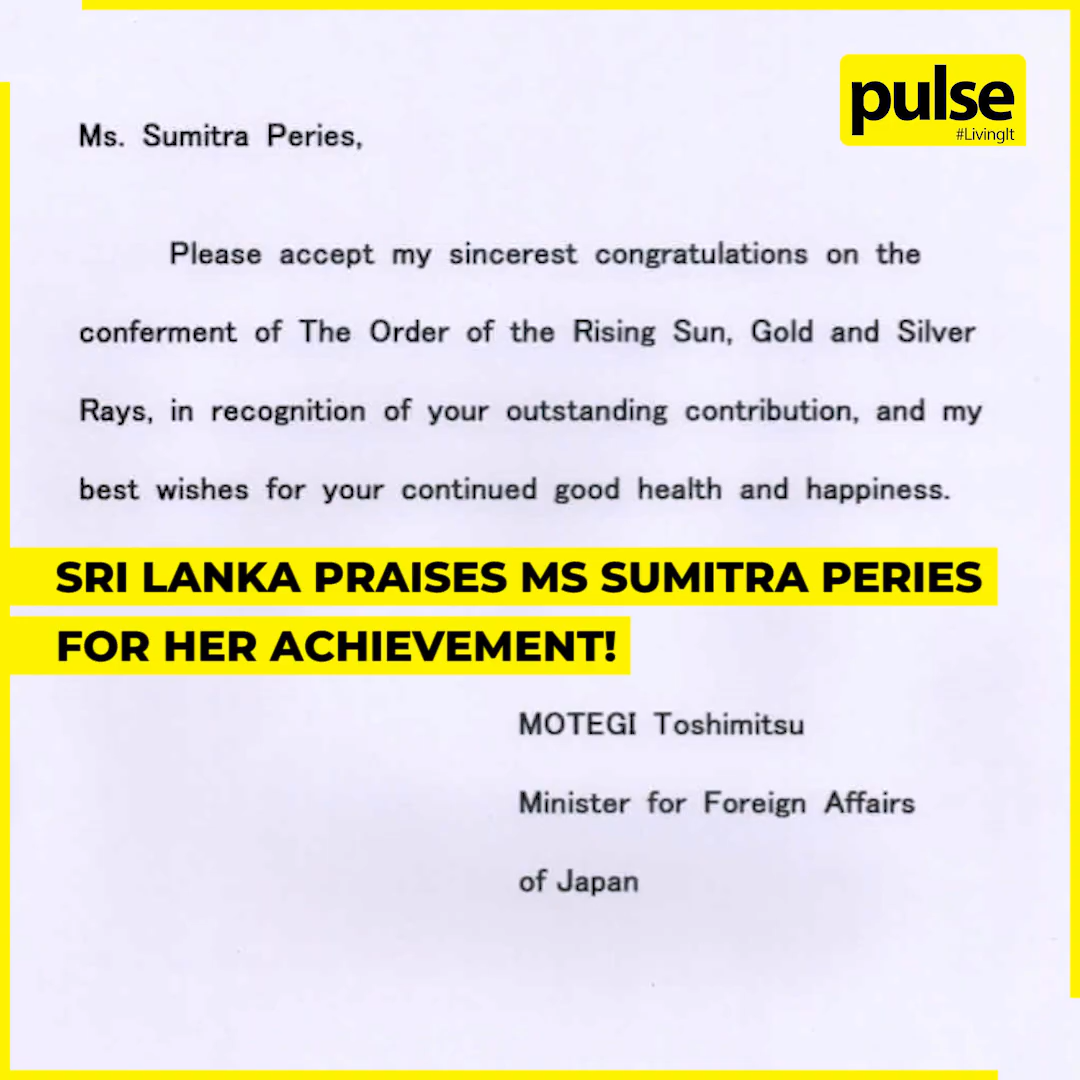 pulse
#LivingIt
Ms. Sumitra Peries,
Please accept my sincerest congratulations on the
conferment of The Order of the Rising Sun, Gold and Silver
Rays, in recognition of your outstanding contribution, and my
best wishes for your continued good health and happiness.
SRI LANKA PRAISES MS SUMITRA PERIES
FOR HER ACHIEVEMENT!
MOTEGI Toshimitsu
Minister for Foreign Affairs
of Japan